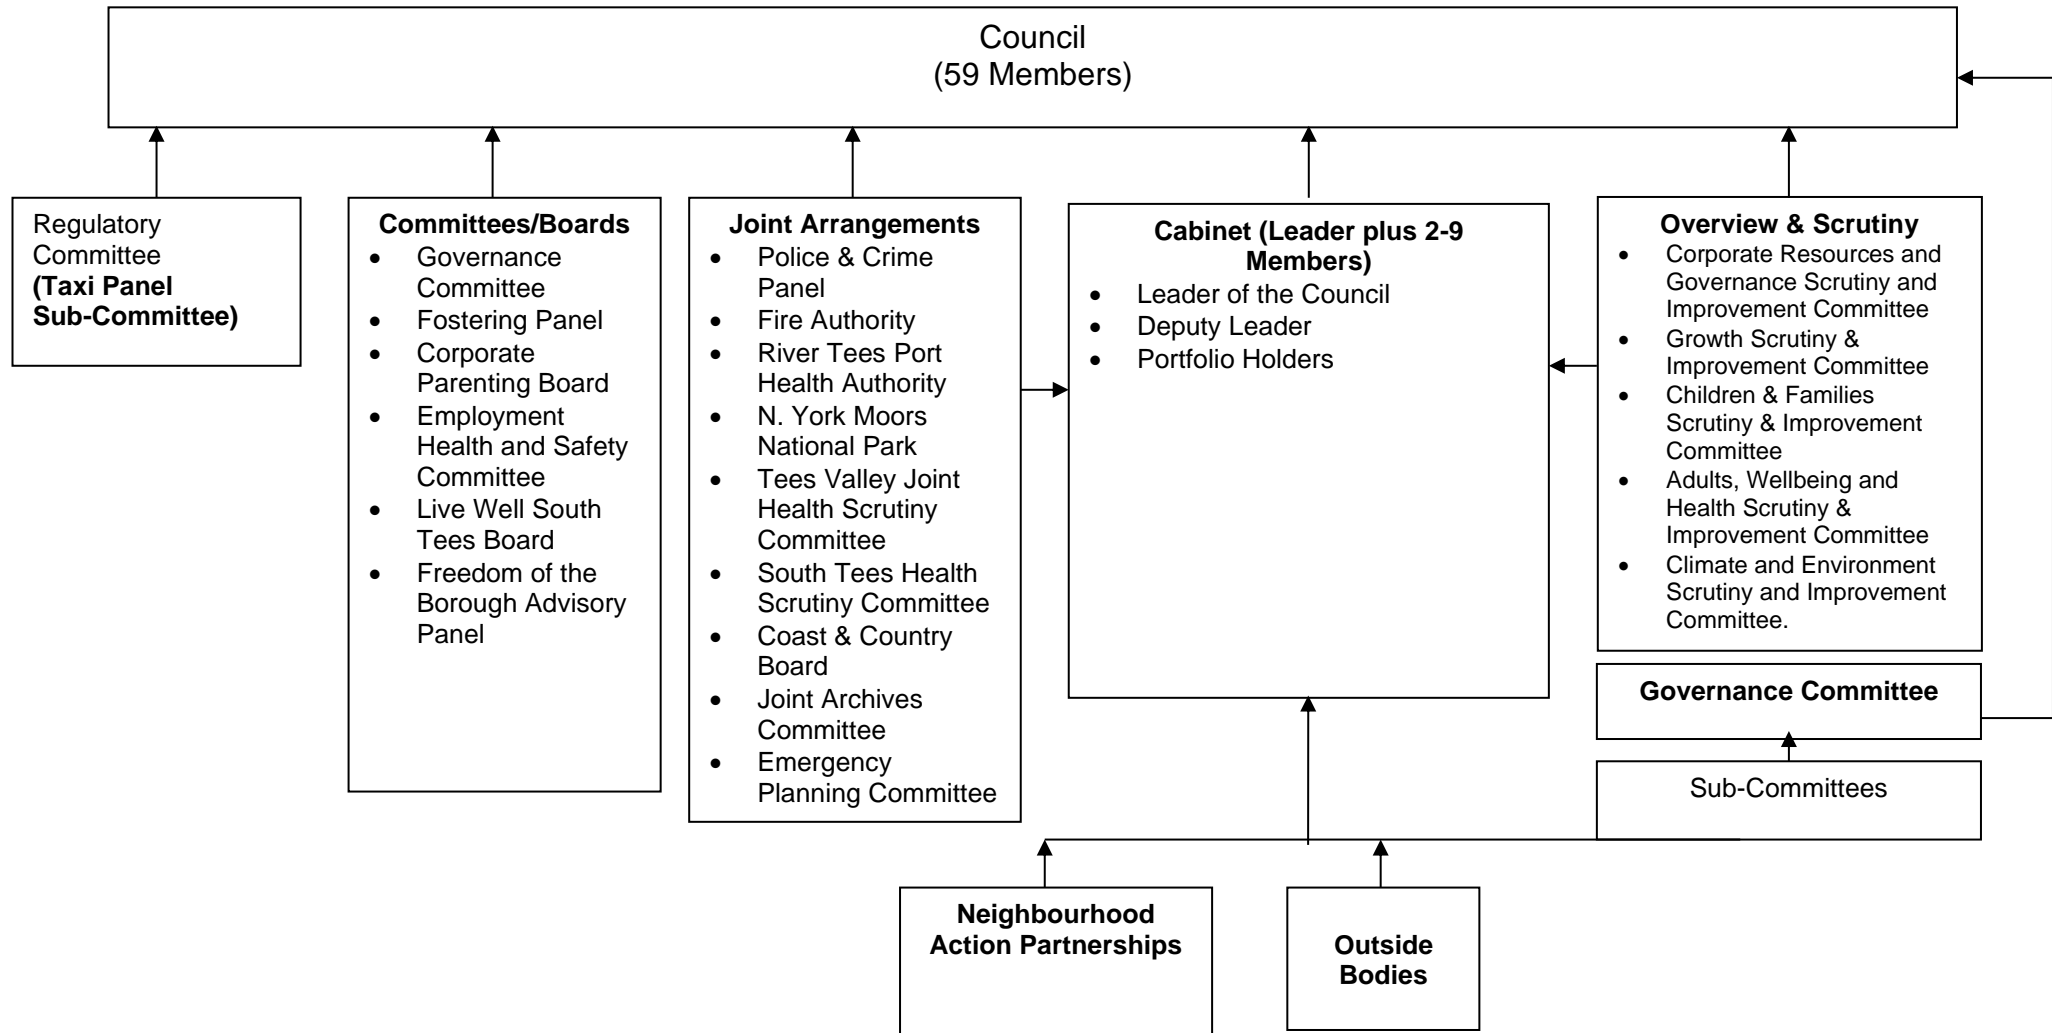 Council
(59 Members)
Regulatory
Committee
(Taxi Panel
Sub-Committee)
Committees/Boards
• Governance
Committee
• Fostering Panel
• Corporate
Parenting Board
• Employment
Health and Safety
Committee
• Live Well South
Tees Board
• Freedom of the
Borough Advisory
Panel
Joint Arrangements
• Police & Crime
Panel
• Fire Authority
• River Tees Port
Health Authority
• N. York Moors
National Park
• Tees Valley Joint
Health Scrutiny
Committee
• South Tees Health
Scrutiny Committee
• Coast & Country
Board
• Joint Archives
Committee
• Emergency
Planning Committee
Cabinet (Leader plus 2-9
Members)
• Leader of the Council
• Deputy Leader
• Portfolio Holders
Overview & Scrutiny
• Corporate Resources and
Governance Scrutiny and
Improvement Committee
• Growth Scrutiny &
Improvement Committee
• Children & Families
Scrutiny & Improvement
Committee
• Adults, Wellbeing and
Health Scrutiny &
Improvement Committee
• Climate and Environment
Scrutiny and Improvement
Committee.
Governance Committee
Sub-Committees
Neighbourhood
Action Partnerships
Outside
Bodies